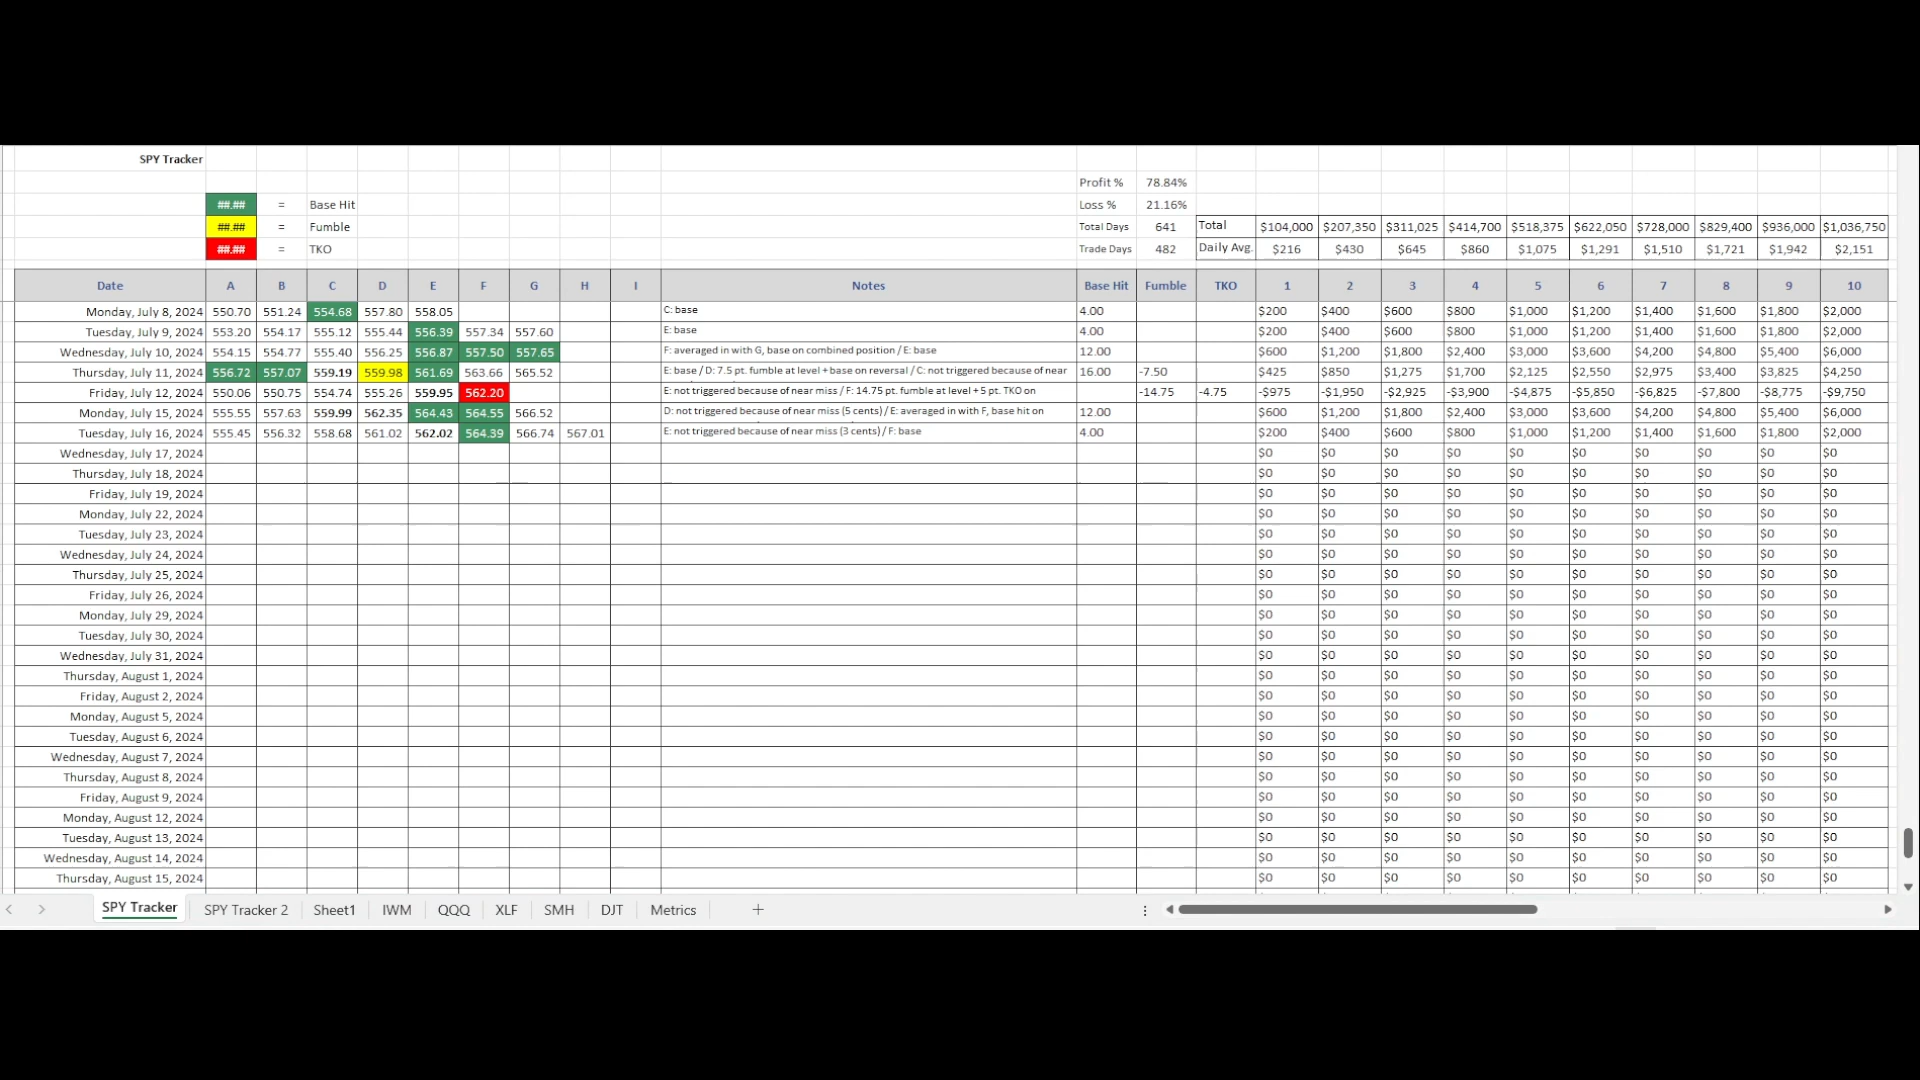 SPY Tracker
Profit % 78.84%
##.## = Base Hit Loss % 21.16%
##.## = Fumble Total Days 641 Total $104,000 $207,350 $311,025 $414,700 $518,375 $622,050 $728,000 $829,400 $936,000 $1,036,750
##.## = TKO Trade Days 482 Daily Avg. $216 $430 $645 $860 $1,075 $1,291 $1,510 $1,721 $1,942 $2,151
Date A B C D E F G H I Notes Base Hit Fumble TKO 1 2 3 4 5 6 7 8 9 10
Monday, July 8, 2024 550.70 551.24 554.68 557.80 558.05 C: base 4.00 $200 $400 $600 $800 $1,000 $1,200 $1,400 $1,600 $1,800 $2,000
Tuesday, July 9, 2024 553.20 554.17 555.12 555.44 556.39 557.34 557.60 E: base 4.00 $200 $400 $600 $800 $1,000 $1,200 $1,400 $1,600 $1,800 $2,000
Wednesday, July 10, 2024 554.15 554.77 555.40 556.25 556.87 557.50 557.65 F: averaged in with G, base on combined position / E: base 12.00 $600 $1,200 $1,800 $2,400 $3,000 $3,600 $4,200 $4,800 $5,400 $6,000
Thursday, July 11, 2024 556.72 557.07 559.19 559.98 561.69 563.66 565.52 E: base / D: 7.5 pt. fumble at level + base on reversal / C: not triggered because of near 16.00 -7.50 $425 $850 $1,275 $1,700 $2,125 $2,550 $2,975 $3,400 $3,825 $4,250
Friday, July 12, 2024 550.06 550.75 554.74 555.26 559.95 562.20 E: not triggered because of near miss / F: 14.75 pt. fumble at level + 5 pt. TKO on -14.75 -4.75 -$975 -$1,950 -$2,925 -$3,900 -$4,875 -$5,850 -$6,825 -$7,800 -$8,775 -$9,750
Monday, July 15, 2024 555.55 557.63 559.99 562.35 564.43 564.55 566.52 D: not triggered because of near miss (5 cents) / E: averaged in with F, base hit on 12.00 $600 $1,200 $1,800 $2,400 $3,000 $3,600 $4,200 $4,800 $5,400 $6,000
Tuesday, July 16, 2024 555.45 556.32 558.68 561.02 562.02 564.39 566.74 567.01 E: not triggered because of near miss (3 cents) / F: base 4.00 $200 $400 $600 $800 $1,000 $1,200 $1,400 $1,600 $1,800 $2,000
Wednesday, July 17, 2024 $0 $0 $0 $0 $0 $0 $0 $0 $0 $0
Thursday, July 18, 2024 $0 $0 $0 $0 $0 $0 $0 $0 $0 $0
Friday, July 19, 2024 $0 $0 $0 $0 $0 $0 $0 $0 $0 $0
Monday, July 22, 2024 $0 $0 $0 $0 $0 $0 $0 $0 $0 $0
Tuesday, July 23, 2024 $0 $0 $0 $0 $0 $0 $0 $0 $0 $0
Wednesday, July 24, 2024 $0 $0 $0 $0 $0 $0 $0 $0 $0 $0
Thursday, July 25, 2024 $0 $0 $0 $0 $0 $0 $0 $0 $0 $0
Friday, July 26, 2024 $0 $0 $0 $0 $0 $0 $0 $0 $0 $0
Monday, July 29, 2024 $0 $0 $0 $0 $0 $0 $0 $0 $0 $0
Tuesday, July 30, 2024 $0 $0 $0 $0 $0 $0 $0 $0 $0 $0
Wednesday, July 31, 2024 $0 $0 $0 $0 $0 $0 $0 $0 $0 $0
Thursday, August 1, 2024 $0 $0 $0 $0 $0 $0 $0 $0 $0 $0
Friday, August 2, 2024 $0 $0 $0 $0 $0 $0 $0 $0 $0 $0
Monday, August 5, 2024 $0 $0 $0 $0 $0 $0 $0 $0 $0 $0
Tuesday, August 6, 2024 $0 $0 $0 $0 $0 $0 $0 $0 $0 $0
Wednesday, August 7, 2024 $0 $0 $0 $0 $0 $0 $0 $0 $0 $0
Thursday, August 8, 2024 $0 $0 $0 $0 $0 $0 $0 $0 $0 $0
Friday, August 9, 2024 $0 $0 $0 $0 $0 $0 $0 $0 $0 $0
Monday, August 12, 2024 $0 $0 $0 $0 $0 $0 $0 $0 $0 $0
Tuesday, August 13, 2024 $0 $0 $0 $0 $0 $0 $0 $0 $0 $0
Wednesday, August 14, 2024 $0 $0 $0 $0 $0 $0 $0 $0 $0 $0
Thursday, August 15, 2024 $0 $0 $0 $0 $0 $0 $0 $0 $0 $0
SPY Tracker SPY Tracker 2 Sheet1 IWM QQQ XLF SMH DJT Metrics +